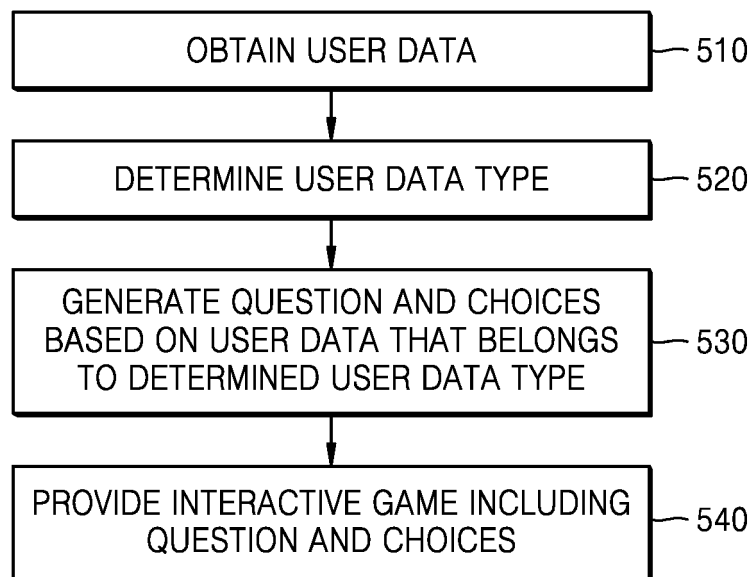 OBTAIN USER DATA
510
DETERMINE USER DATA TYPE
520
GENERATE QUESTION AND CHOICES
BASED ON USER DATA THAT BELONGS
TO DETERMINED USER DATA TYPE
530
PROVIDE INTERACTIVE GAME INCLUDING
QUESTION AND CHOICES
540